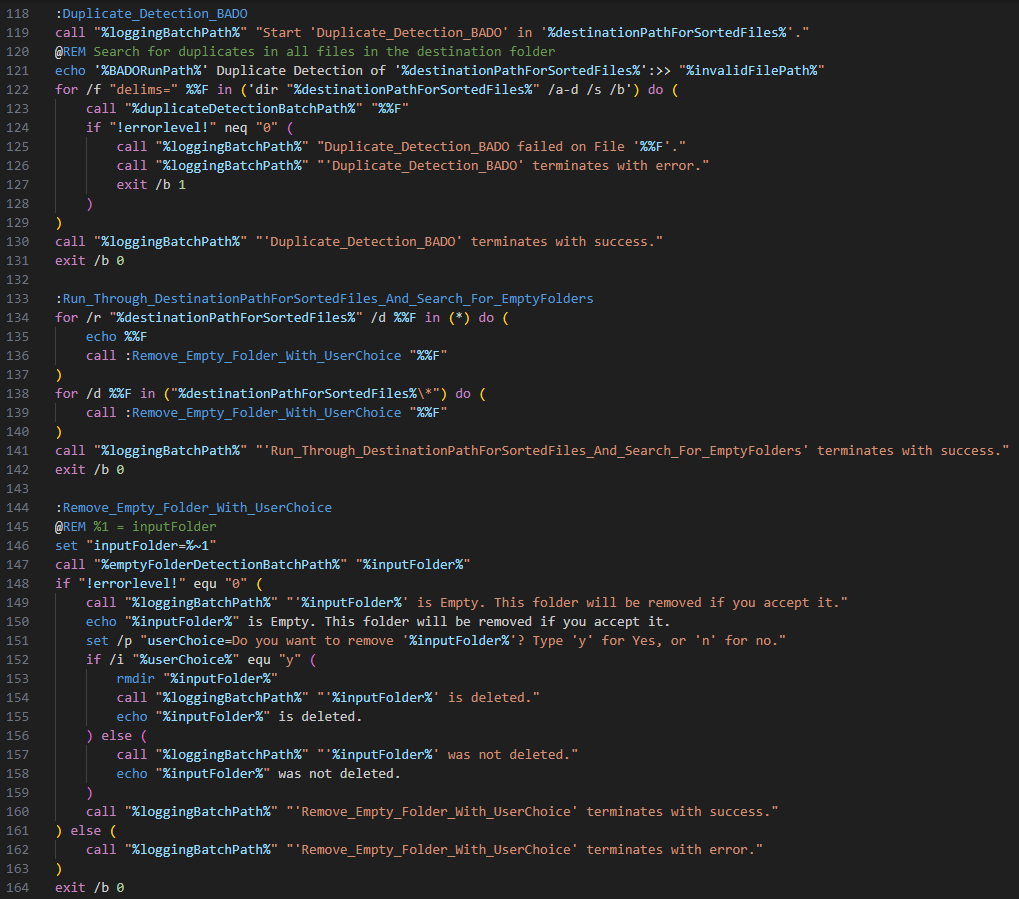 118 :Duplicate_Detection_BADO
119 call "%loggingBatchPath%" "Start 'Duplicate_Detection_BADO' in '%destinationPathForSortedFiles%'."
120 @REM Search for duplicates in all files in the destination folder
121 echo '%BADORunPath%' Duplicate Detection of '%destinationPathForSortedFiles%':>> "%invalidFilePath%"
122 for /f "delims=" %%F in ('dir "%destinationPathForSortedFiles%" /a-d /s /b') do (
123     call "%duplicateDetectionBatchPath%" "%%F"
124     if "!errorlevel!" neq "0" (
125         call "%loggingBatchPath%" "Duplicate_Detection_BADO failed on File '%%F'."
126         call "%loggingBatchPath%" "'Duplicate_Detection_BADO' terminates with error."
127         exit /b 1
128     )
129 )
130 call "%loggingBatchPath%" "'Duplicate_Detection_BADO' terminates with success."
131 exit /b 0
132
133 :Run_Through_DestinationPathForSortedFiles_And_Search_For_EmptyFolders
134 for /r "%destinationPathForSortedFiles%" /d %%F in (*) do (
135     echo %%F
136     call :Remove_Empty_Folder_With_UserChoice "%%F"
137 )
138 for /d %%F in ("%destinationPathForSortedFiles%\*") do (
139     call :Remove_Empty_Folder_With_UserChoice "%%F"
140 )
141 call "%loggingBatchPath%" "'Run_Through_DestinationPathForSortedFiles_And_Search_For_EmptyFolders' terminates with success."
142 exit /b 0
143
144 :Remove_Empty_Folder_With_UserChoice
145 @REM %1 = inputFolder
146 set "inputFolder=%~1"
147 call "%emptyFolderDetectionBatchPath%" "%inputFolder%"
148 if "!errorlevel!" equ "0" (
149     call "%loggingBatchPath%" "'%inputFolder%' is Empty. This folder will be removed if you accept it."
150     echo "%inputFolder%" is Empty. This folder will be removed if you accept it.
151     set /p "userChoice=Do you want to remove '%inputFolder%'? Type 'y' for Yes, or 'n' for no."
152     if /i "%userChoice%" equ "y" (
153         rmdir "%inputFolder%"
154         call "%loggingBatchPath%" "'%inputFolder%' is deleted."
155         echo "%inputFolder%" is deleted.
156     ) else (
157         call "%loggingBatchPath%" "'%inputFolder%' was not deleted."
158         echo "%inputFolder%" was not deleted.
159     )
160     call "%loggingBatchPath%" "'Remove_Empty_Folder_With_UserChoice' terminates with success."
161 ) else (
162     call "%loggingBatchPath%" "'Remove_Empty_Folder_With_UserChoice' terminates with error."
163 )
164 exit /b 0